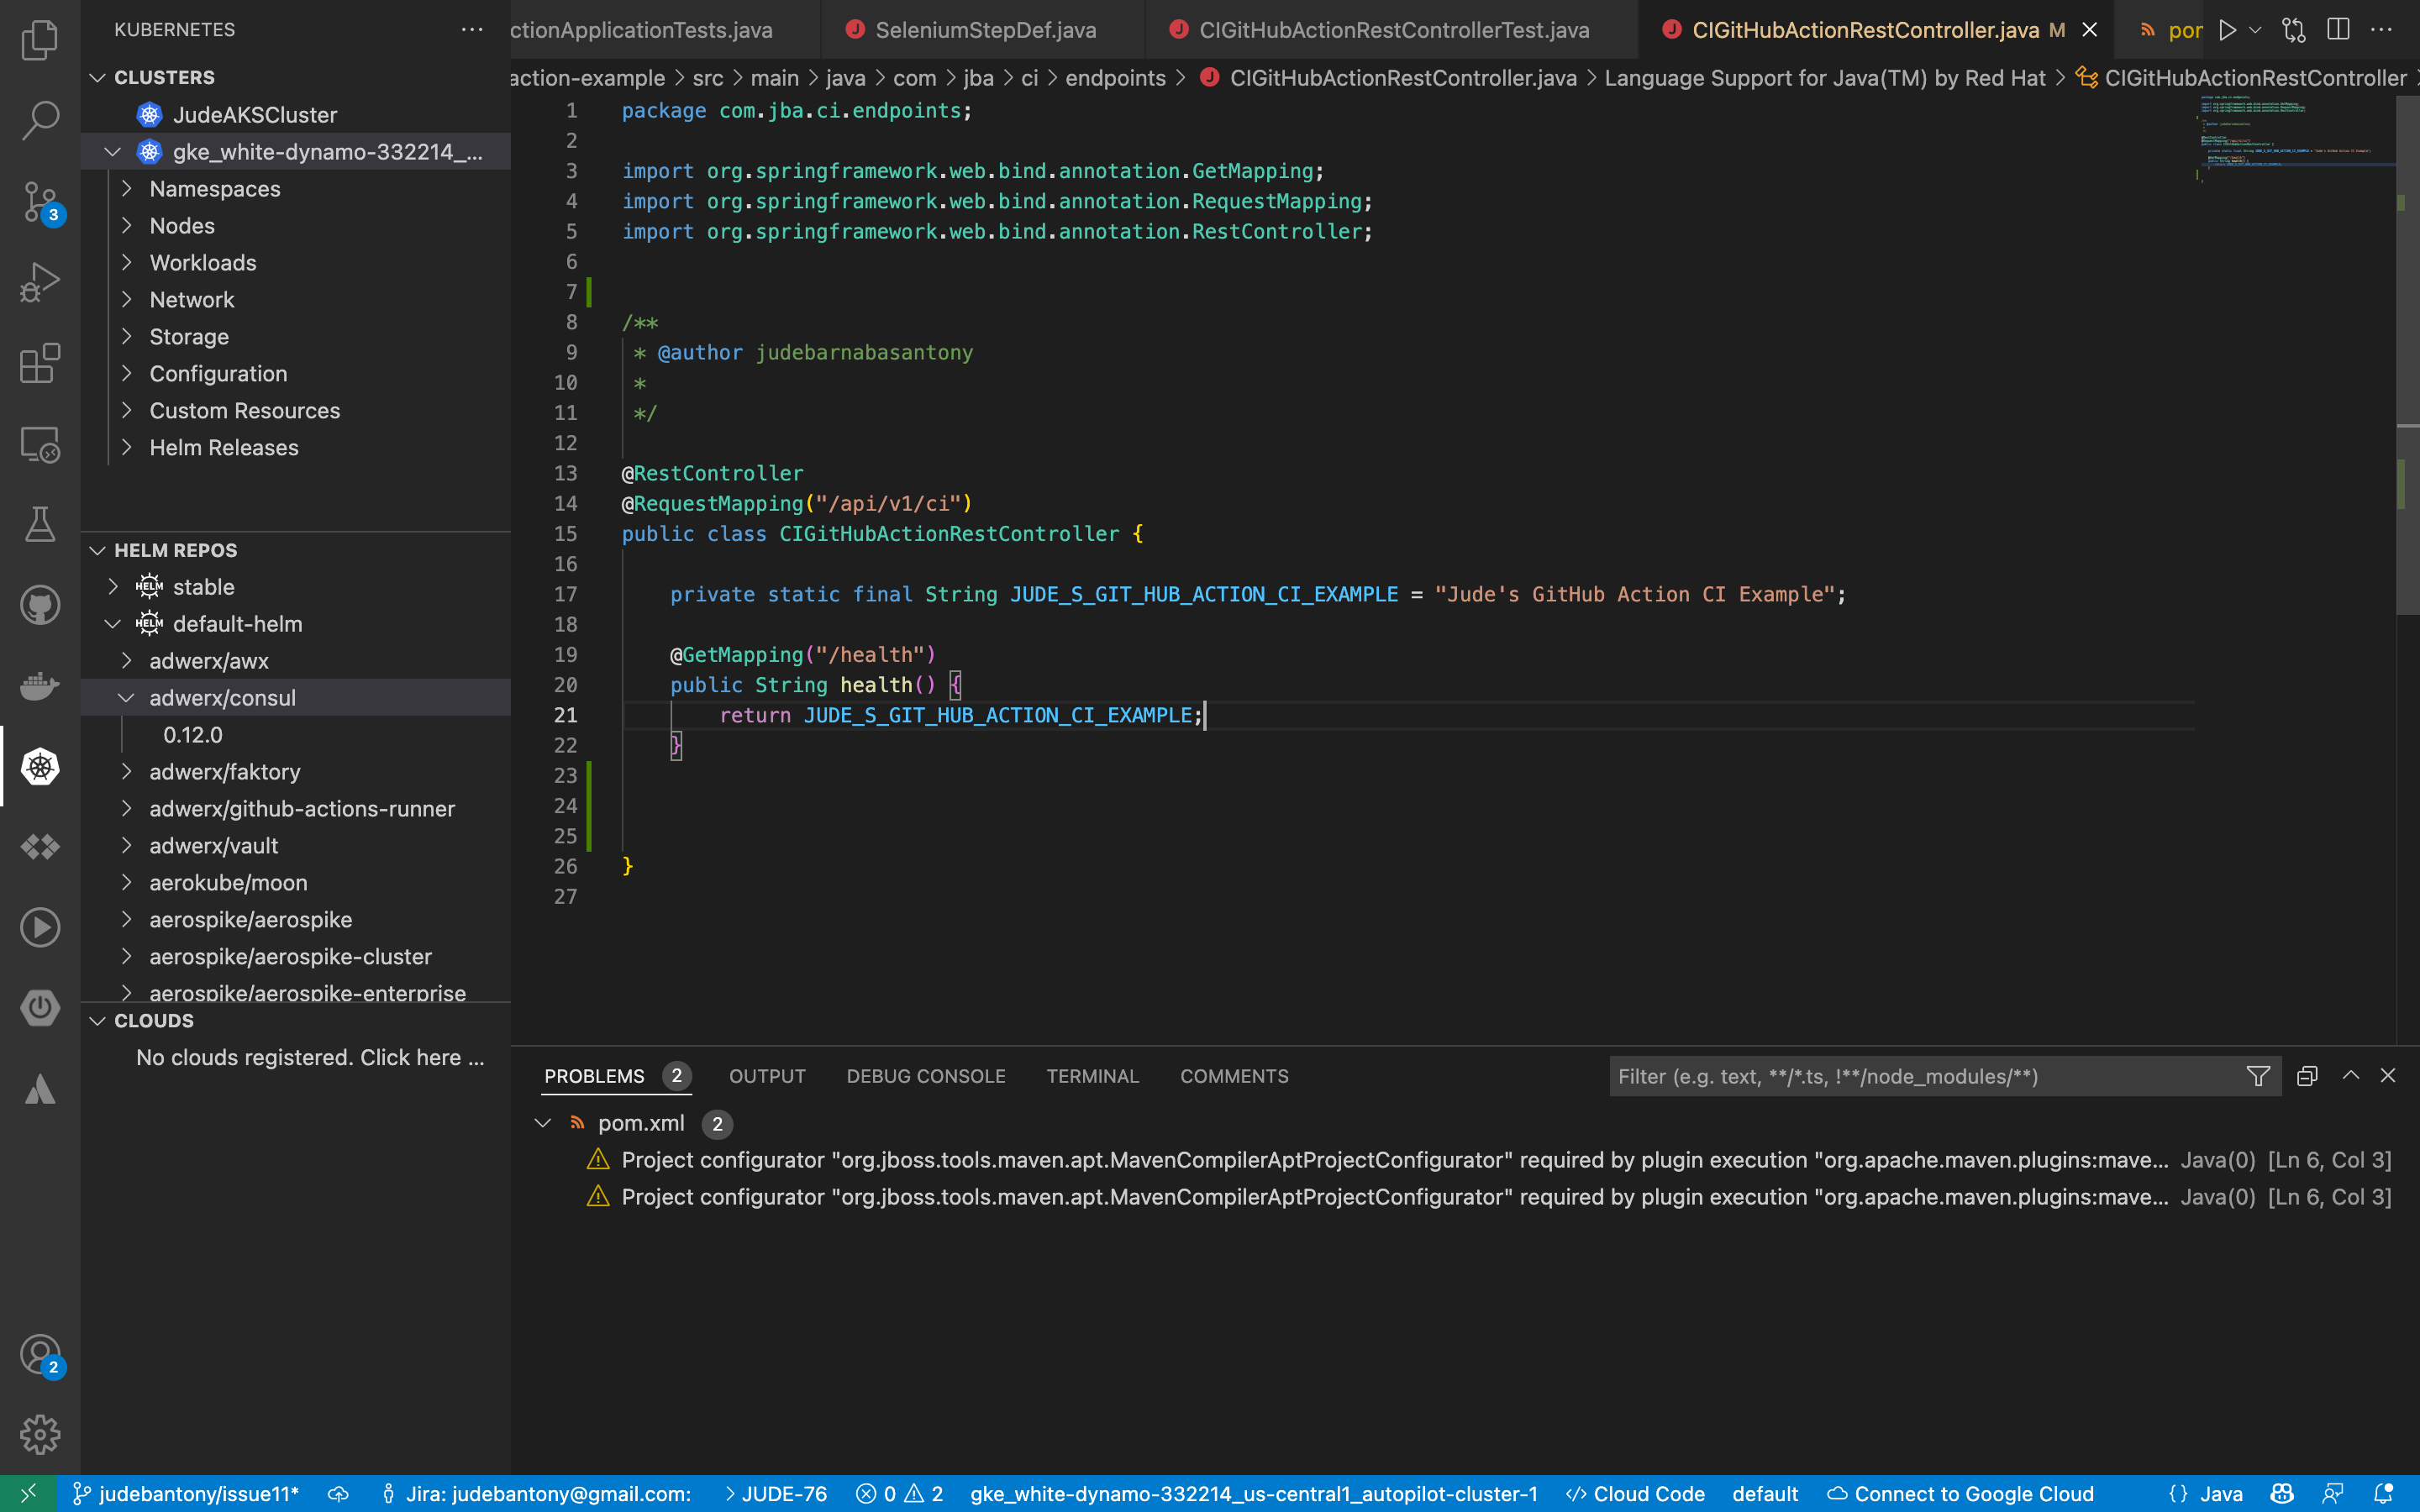 KUBERNETES
CLUSTERS
JudeAKSCluster
gke_white-dynamo-332214_...
Namespaces
Nodes
Workloads
Network
Storage
Configuration
Custom Resources
Helm Releases
HELM REPOS
HELM stable
HELM default-helm
adwerx/awx
adwerx/consul
0.12.0
adwerx/faktory
adwerx/github-actions-runner
adwerx/vault
aerokube/moon
aerospike/aerospike
aerospike/aerospike-cluster
aerospike/aerospike-enterprise
CLOUDS
No clouds registered. Click here ...
3
2
ctionApplicationTests.java
J SeleniumStepDef.java
J CIGitHubActionRestControllerTest.java
J CIGitHubActionRestController.java M
por
action-example > src > main > java > com > jba > ci > endpoints > J CIGitHubActionRestController.java > Language Support for Java(TM) by Red Hat > CIGitHubActionRestController
1 package com.jba.ci.endpoints;
2
3 import org.springframework.web.bind.annotation.GetMapping;
4 import org.springframework.web.bind.annotation.RequestMapping;
5 import org.springframework.web.bind.annotation.RestController;
6
7
8 /**
9 * @author judebarnabasantony
10 *
11 */
12
13 @RestController
14 @RequestMapping("/api/v1/ci")
15 public class CIGitHubActionRestController {
16
17 private static final String JUDE_S_GIT_HUB_ACTION_CI_EXAMPLE = "Jude's GitHub Action CI Example";
18
19 @GetMapping("/health")
20 public String health() {
21 return JUDE_S_GIT_HUB_ACTION_CI_EXAMPLE;
22 }
23
24
25
26 }
27
PROBLEMS 2 OUTPUT DEBUG CONSOLE TERMINAL COMMENTS
Filter (e.g. text, **/*.ts, !**/node_modules/**)
pom.xml 2
Project configurator "org.jboss.tools.maven.apt.MavenCompilerAptProjectConfigurator" required by plugin execution "org.apache.maven.plugins:mave... Java(0) [Ln 6, Col 3]
Project configurator "org.jboss.tools.maven.apt.MavenCompilerAptProjectConfigurator" required by plugin execution "org.apache.maven.plugins:mave... Java(0) [Ln 6, Col 3]
judebantony/issue11* Jira: judebantony@gmail.com: > JUDE-76 0 2 gke_white-dynamo-332214_us-central1_autopilot-cluster-1 </> Cloud Code default Connect to Google Cloud {} Java